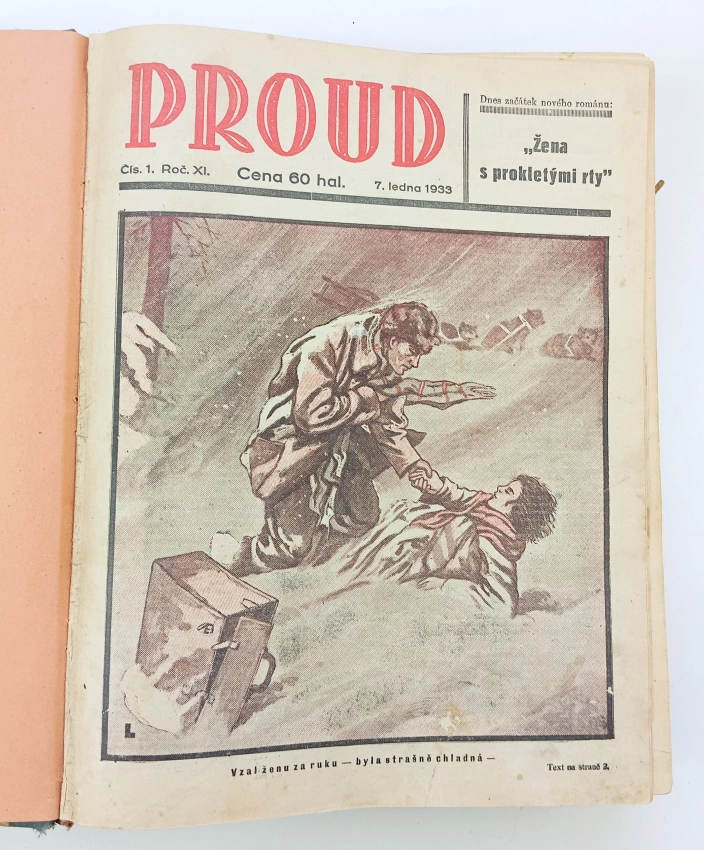 PROUD
Čís. 1. Roč. XI. Cena 60 hal. 7. ledna 1933
Dnes začátek nového románu:
„Žena
s prokletými rty”
L
Vzal ženu za ruku — byla strašně chladná —
Text na straně 2.